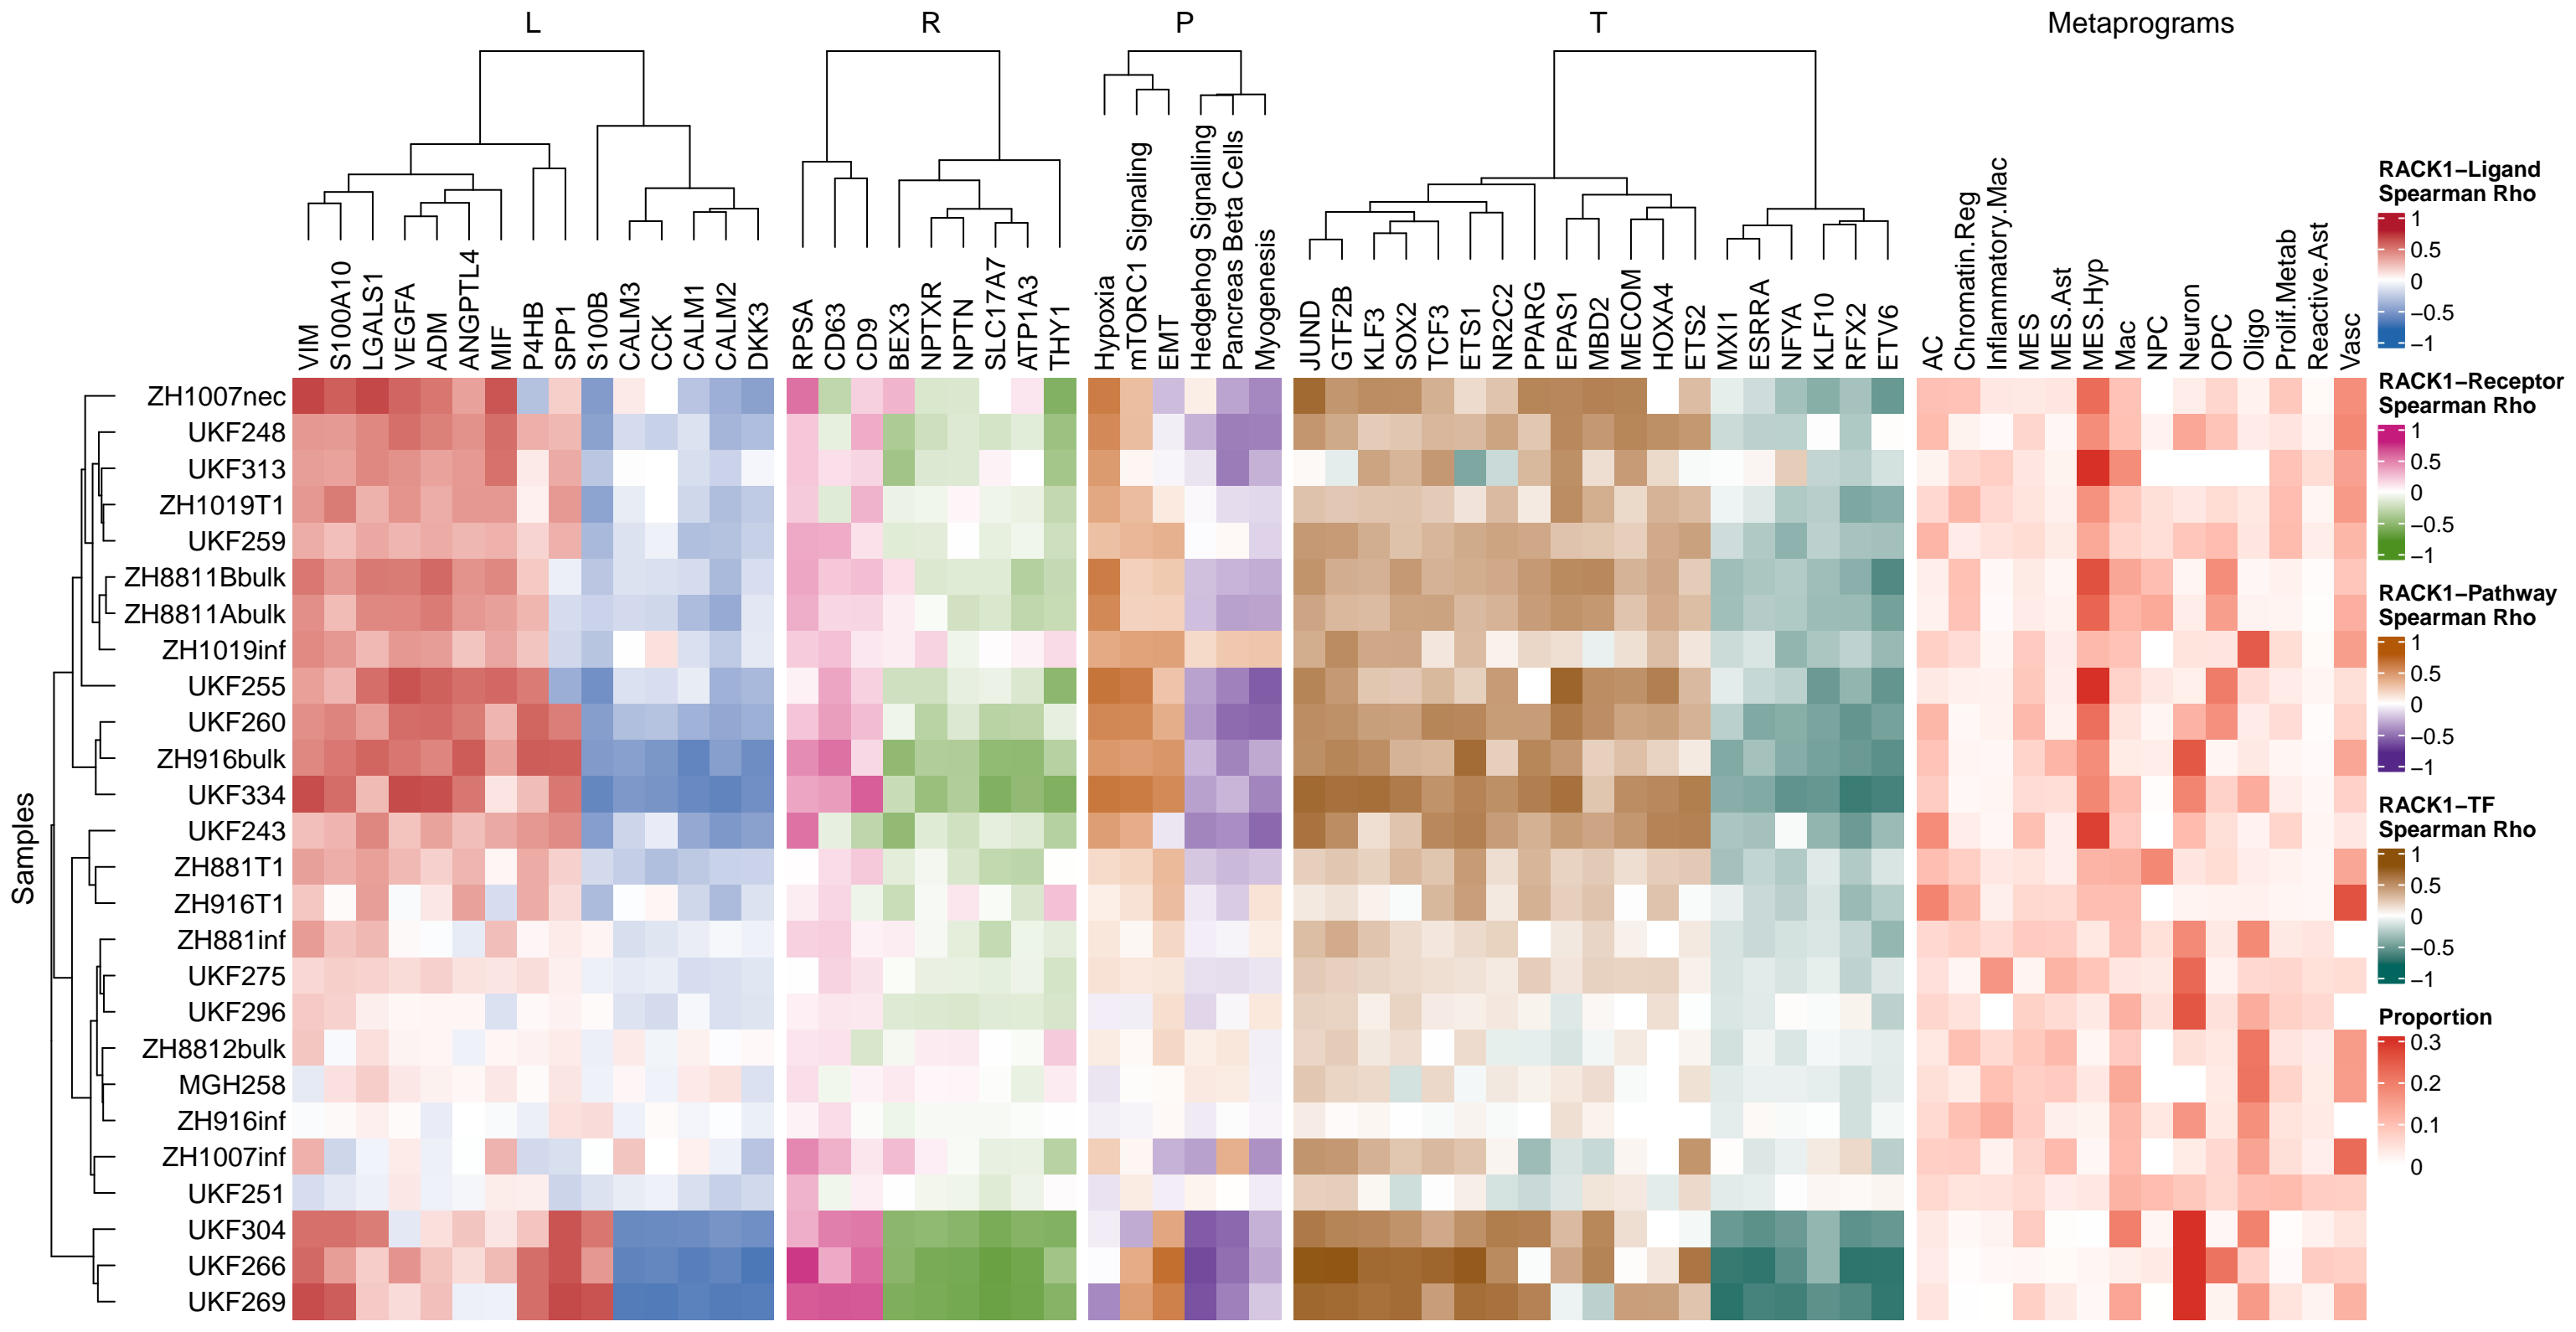 L
R
P
T
Metaprograms
VIM
S100A10
LGALS1
VEGFA
ADM
ANGPTL4
MIF
P4HB
SPP1
S100B
CALM3
CCK
CALM1
CALM2
DKK3
RPSA
CD63
CD9
BEX3
NPTXR
NPTN
SLC17A7
ATP1A3
THY1
Hypoxia
mTORC1 Signaling
EMT
Hedgehog Signalling
Pancreas Beta Cells
Myogenesis
JUND
GTF2B
KLF3
SOX2
TCF3
ETS1
NR2C2
PPARG
EPAS1
MBD2
MECOM
HOXA4
ETS2
MXI1
ESRRA
NFYA
KLF10
RFX2
ETV6
AC
Chromatin.Reg
Inflammatory.Mac
MES
MES.Ast
MES.Hyp
Mac
NPC
Neuron
OPC
Oligo
Prolif.Metab
Reactive.Ast
Vasc
Samples
ZH1007nec
UKF248
UKF313
ZH1019T1
UKF259
ZH8811Bbulk
ZH8811Abulk
ZH1019inf
UKF255
UKF260
ZH916bulk
UKF334
UKF243
ZH881T1
ZH916T1
ZH881inf
UKF275
UKF296
ZH8812bulk
MGH258
ZH916inf
ZH1007inf
UKF251
UKF304
UKF266
UKF269
RACK1−Ligand
Spearman Rho
1
0.5
0
−0.5
−1
RACK1−Receptor
Spearman Rho
1
0.5
0
−0.5
−1
RACK1−Pathway
Spearman Rho
1
0.5
0
−0.5
−1
RACK1−TF
Spearman Rho
1
0.5
0
−0.5
−1
Proportion
0.3
0.2
0.1
0